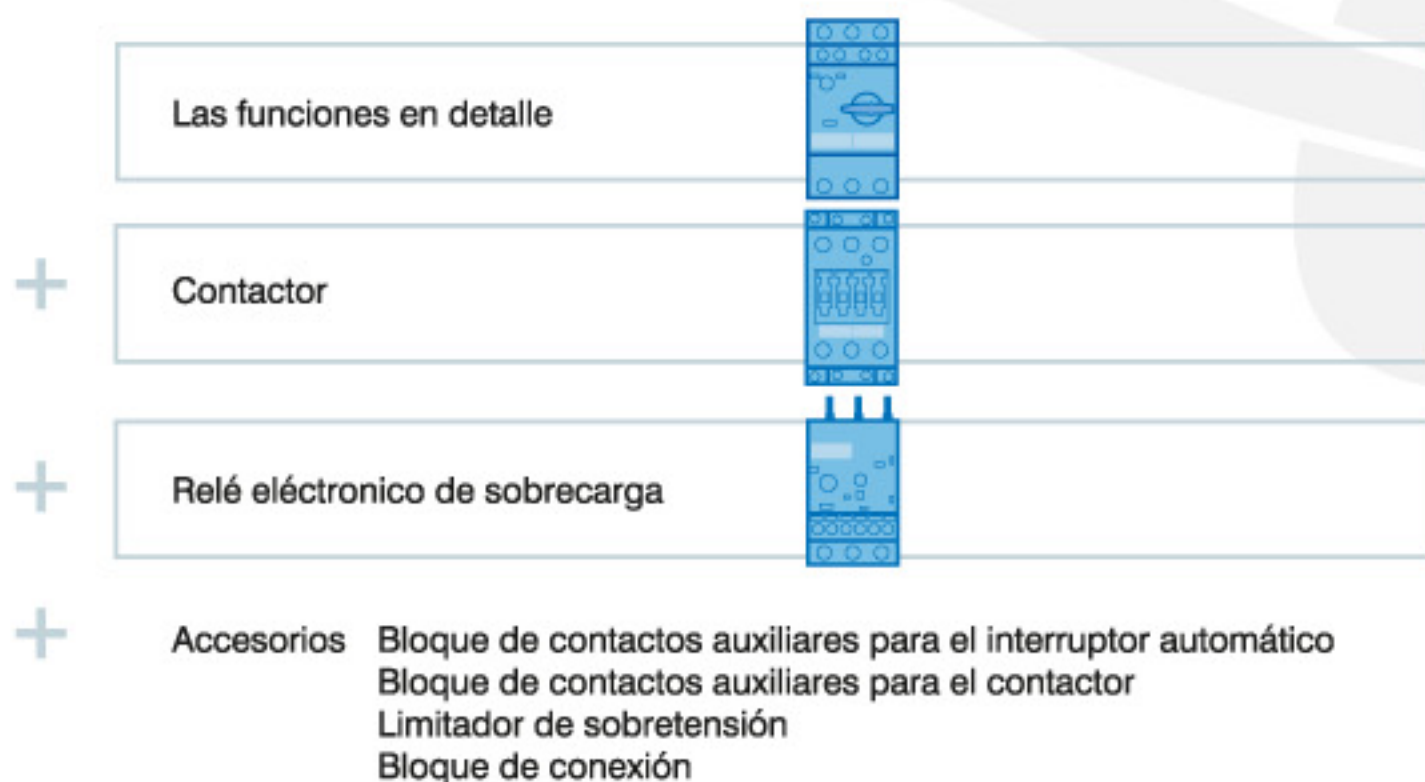 Las funciones en detalle
Contactor
Relé eléctronico de sobrecarga
Accesorios Bloque de contactos auxiliares para el interruptor automático
Bloque de contactos auxiliares para el contactor
Limitador de sobretensión
Bloque de conexión